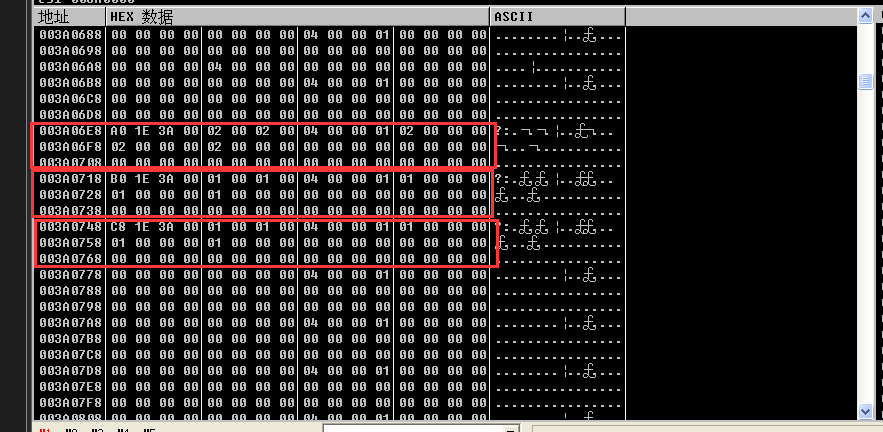 地址 HEX 数据 ASCII
003A0688 00 00 00 00 00 00 00 00 04 00 00 01 00 00 00 00
003A0698 00 00 00 00 00 00 00 00 00 00 00 00 00 00 00 00
003A06A8 00 00 00 00 04 00 00 00 00 00 00 00 00 00 00 00
003A06B8 00 00 00 00 00 00 00 00 04 00 00 01 00 00 00 00
003A06C8 00 00 00 00 00 00 00 00 00 00 00 00 00 00 00 00
003A06D8 00 00 00 00 00 00 00 00 00 00 00 00 00 00 00 00
003A06E8 A0 1E 3A 00 02 00 02 00 04 00 00 01 02 00 00 00
003A06F8 02 00 00 00 02 00 00 00 00 00 00 00 00 00 00 00
003A0708 00 00 00 00 00 00 00 00 00 00 00 00 00 00 00 00
003A0718 B0 1E 3A 00 01 00 01 00 04 00 00 01 01 00 00 00
003A0728 01 00 00 00 01 00 00 00 00 00 00 00 00 00 00 00
003A0738 00 00 00 00 00 00 00 00 00 00 00 00 00 00 00 00
003A0748 C8 1E 3A 00 01 00 01 00 04 00 00 01 01 00 00 00
003A0758 01 00 00 00 01 00 00 00 00 00 00 00 00 00 00 00
003A0768 00 00 00 00 00 00 00 00 00 00 00 00 00 00 00 00
003A0778 00 00 00 00 00 00 00 00 04 00 00 01 00 00 00 00
003A0788 00 00 00 00 00 00 00 00 00 00 00 00 00 00 00 00
003A0798 00 00 00 00 00 00 00 00 00 00 00 00 00 00 00 00
003A07A8 00 00 00 00 00 00 00 00 04 00 00 01 00 00 00 00
003A07B8 00 00 00 00 00 00 00 00 00 00 00 00 00 00 00 00
003A07C8 00 00 00 00 00 00 00 00 00 00 00 00 00 00 00 00
003A07D8 00 00 00 00 00 00 00 00 04 00 00 01 00 00 00 00
003A07E8 00 00 00 00 00 00 00 00 00 00 00 00 00 00 00 00
003A07F8 00 00 00 00 00 00 00 00 00 00 00 00 00 00 00 00
003A0808 00 00 00 00 00 00 00 00 04 00 00 01 00 00 00 00